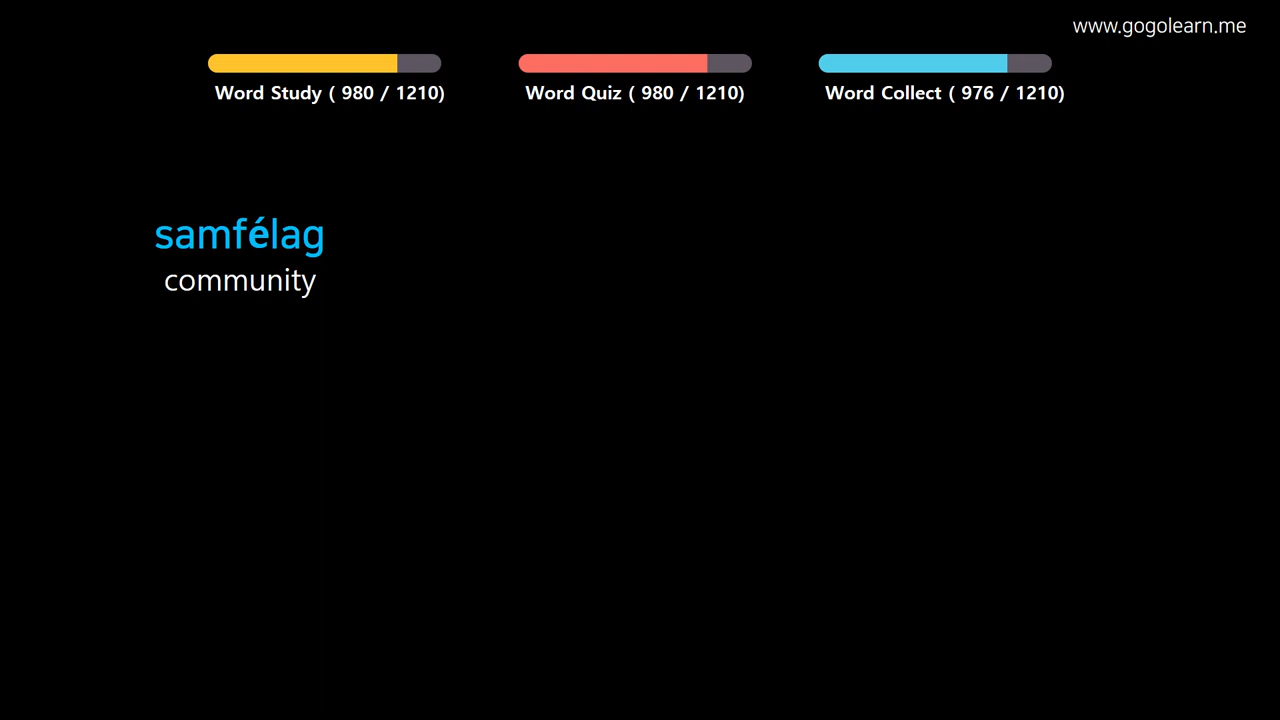 www.gogolearn.me
Word Study ( 980 / 1210)
Word Quiz ( 980 / 1210)
Word Collect ( 976 / 1210)
samfélag
community